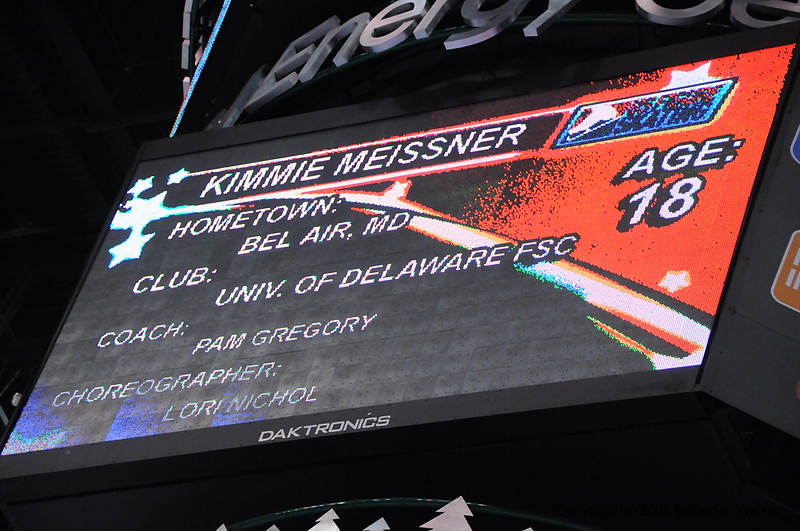 Energy Ce
KIMMIE MEISSNER
AGE:
18
HOMETOWN:
BEL AIR, MD
CLUB:
UNIV. OF DELAWARE FSC
COACH:
PAM GREGORY
CHOREOGRAPHER:
LORI NICHOL
DAKTRONICS